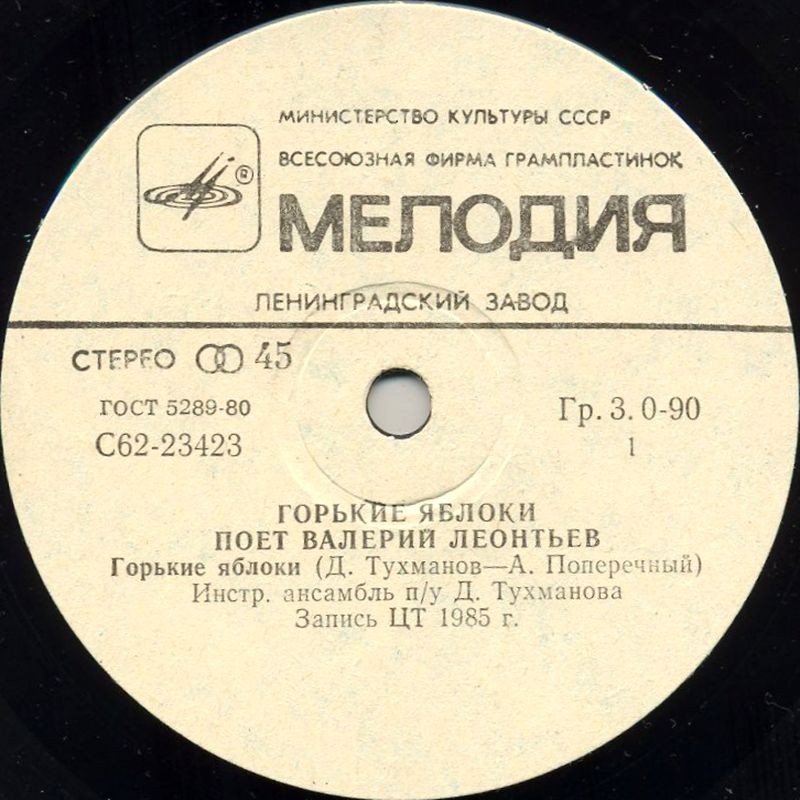 МИНИСТЕРСТВО КУЛЬТУРЫ СССР
ВСЕСОЮЗНАЯ ФИРМА ГРАМПЛАСТИНОК
®
МЕЛОДИЯ
ЛЕНИНГРАДСКИЙ ЗАВОД
СТЕРЕО 45
ГОСТ 5289-80
Гр. 3. 0-90
С62-23423
1
ГОРЬКИЕ ЯБЛОКИ
ПОЕТ ВАЛЕРИЙ ЛЕОНТЬЕВ
Горькие яблоки (Д. Тухманов—А. Поперечный)
Инстр. ансамбль п/у Д. Тухманова
Запись ЦТ 1985 г.